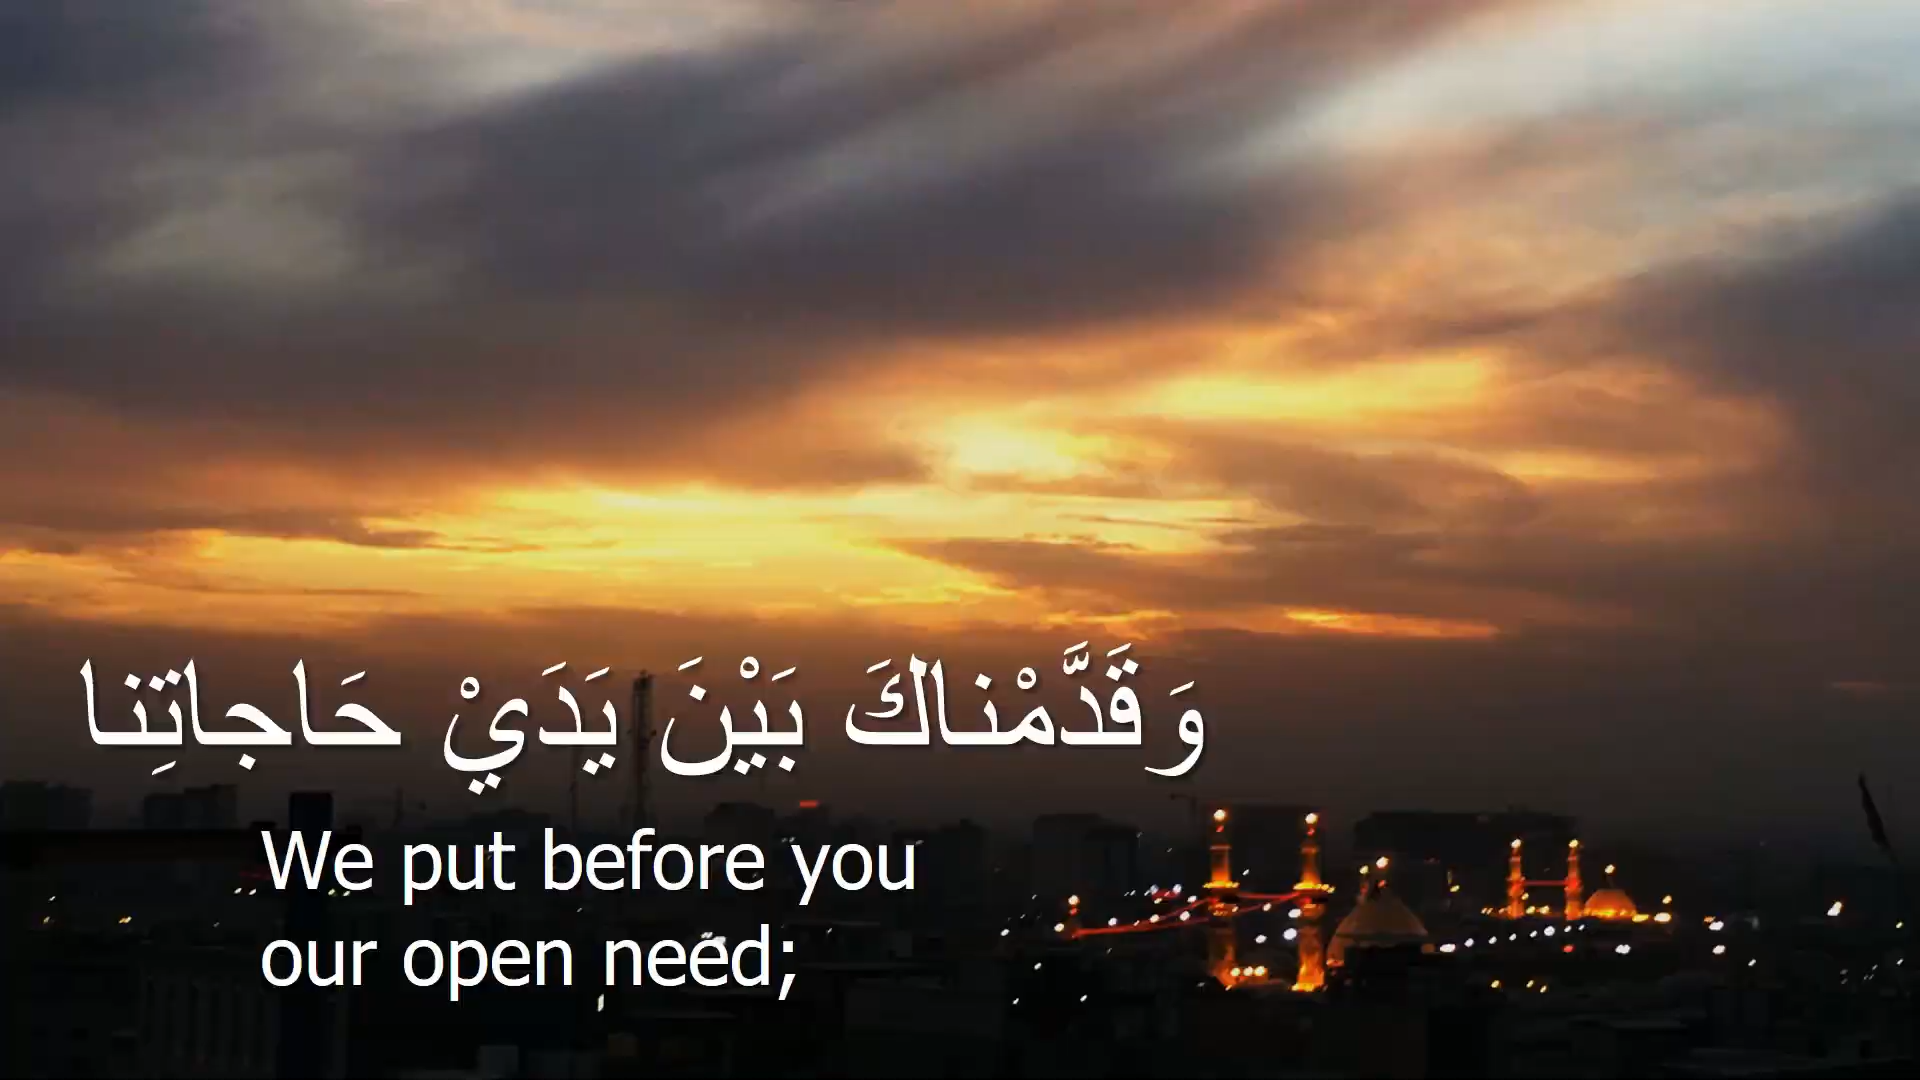 وَقَدَّمْناكَ بَيْنَ يَدَيْ حَاجاتِنا
We put before you
our open need;